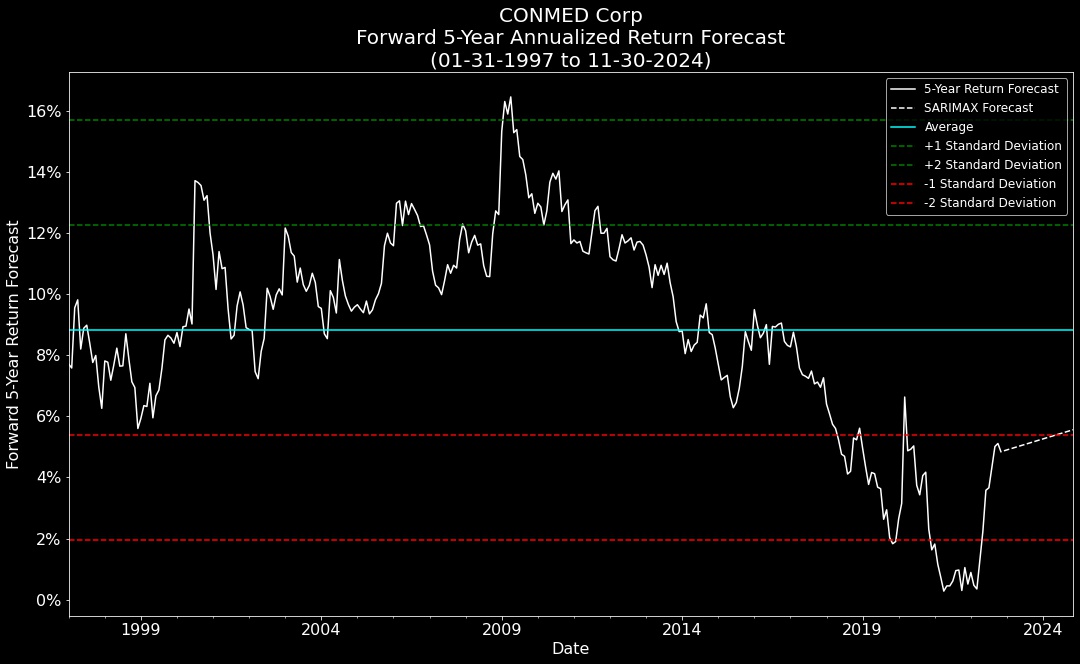 CONMED Corp
Forward 5-Year Annualized Return Forecast
(01-31-1997 to 11-30-2024)
5-Year Return Forecast
SARIMAX Forecast
Average
+1 Standard Deviation
+2 Standard Deviation
-1 Standard Deviation
-2 Standard Deviation
Forward 5-Year Return Forecast
16%
14%
12%
10%
8%
6%
4%
2%
0%
1999
2004
2009
2014
2019
2024
Date